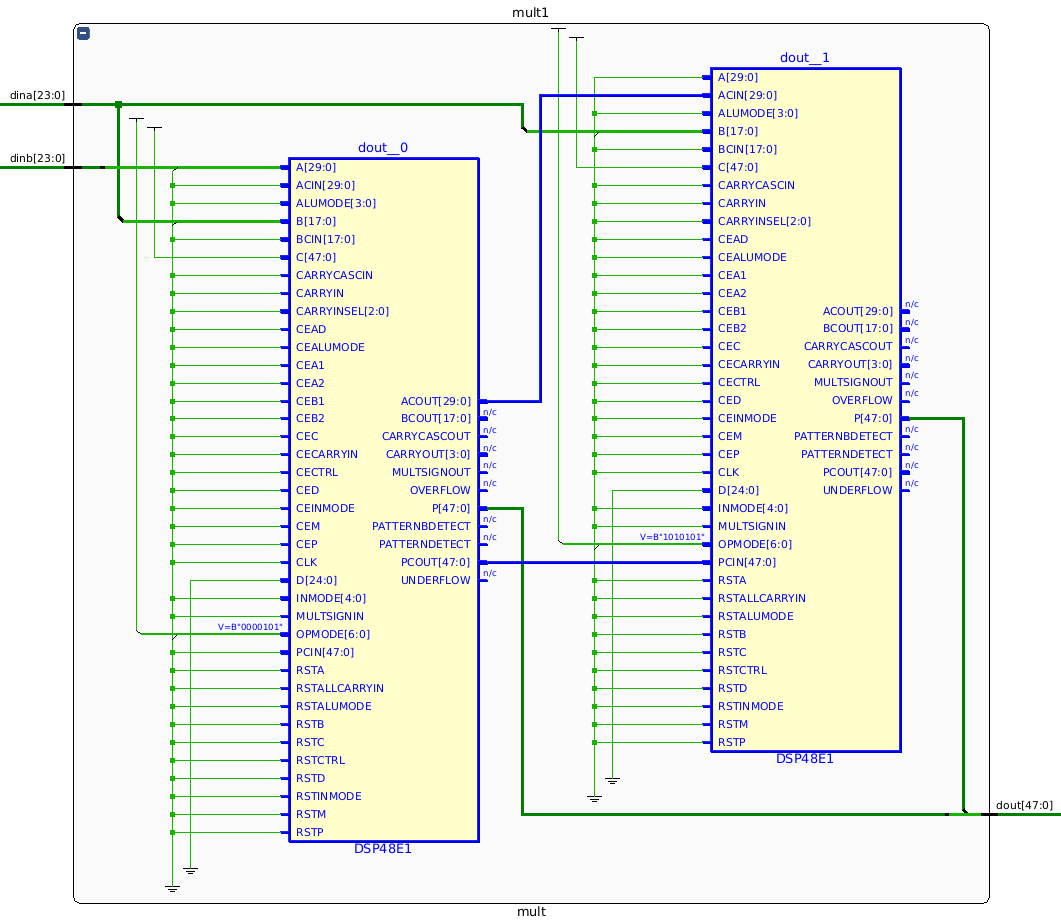 mult1
dina[23:0]
dinb[23:0]
dout__0
A[29:0]
ACIN[29:0]
ALUMODE[3:0]
B[17:0]
BCIN[17:0]
C[47:0]
CARRYCASCIN
CARRYIN
CARRYINSEL[2:0]
CEAD
CEALUMODE
CEA1
CEA2
CEB1 ACOUT[29:0]
CEB2 BCOUT[17:0] n/c
CEC CARRYCASCOUT n/c
CECARRYIN CARRYOUT[3:0] n/c
CECTRL MULTSIGNOUT n/c
CED OVERFLOW n/c
CEINMODE P[47:0]
CEM PATTERNBDETECT n/c
CEP PATTERNDETECT n/c
CLK PCOUT[47:0]
D[24:0] UNDERFLOW n/c
INMODE[4:0]
MULTSIGNIN
V=B"0000101" OPMODE[6:0]
PCIN[47:0]
RSTA
RSTALLCARRYIN
RSTALUMODE
RSTB
RSTC
RSTCTRL
RSTD
RSTINMODE
RSTM
RSTP
DSP48E1
dout__1
A[29:0]
ACIN[29:0]
ALUMODE[3:0]
B[17:0]
BCIN[17:0]
C[47:0]
CARRYCASCIN
CARRYIN
CARRYINSEL[2:0]
CEAD
CEALUMODE
CEA1
CEA2
CEB1 ACOUT[29:0] n/c
CEB2 BCOUT[17:0] n/c
CEC CARRYCASCOUT n/c
CECARRYIN CARRYOUT[3:0] n/c
CECTRL MULTSIGNOUT n/c
CED OVERFLOW n/c
CEINMODE P[47:0]
CEM PATTERNBDETECT n/c
CEP PATTERNDETECT n/c
CLK PCOUT[47:0] n/c
D[24:0] UNDERFLOW n/c
INMODE[4:0]
MULTSIGNIN
V=B"1010101" OPMODE[6:0]
PCIN[47:0]
RSTA
RSTALLCARRYIN
RSTALUMODE
RSTB
RSTC
RSTCTRL
RSTD
RSTINMODE
RSTM
RSTP
DSP48E1
dout[47:0]
mult